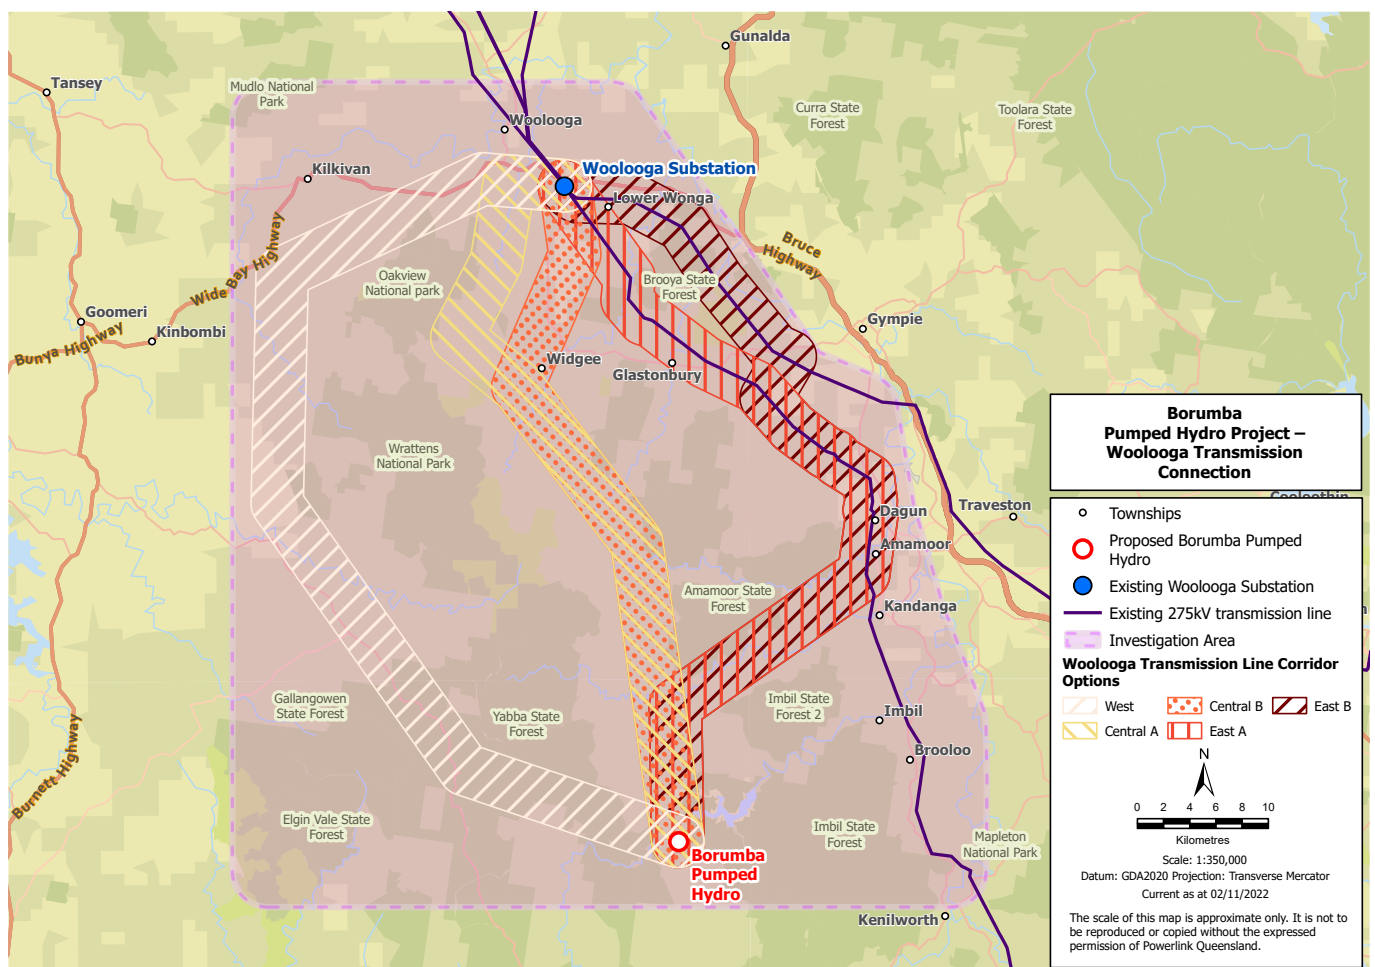 Gunalda
Tansey
Mudlo National
Park
Curra State
Forest
Toolara State
Forest
Woolooga
Kilkivan
Woolooga Substation
Lower Wonga
Wide Bay Highway
Bruce
Highway
Oakview
National park
Brooya State
Forest
Goomeri
Kinbombi
Bunya Highway
Gympie
Widgee
Glastonbury
Wrattens
National Park
Traveston
Dagun
Amamoor
Amamoor State
Forest
Kandanga
Gallangowen
State Forest
Yabba State
Forest
Imbil State
Forest 2
Imbil
Brooloo
Burnett Highway
Elgin Vale State
Forest
Imbil State
Forest
Mapleton
National Park
Borumba
Pumped
Hydro
Kenilworth
Borumba
Pumped Hydro Project –
Woolooga Transmission
Connection
Townships
Proposed Borumba Pumped
Hydro
Existing Woolooga Substation
Existing 275kV transmission line
Investigation Area
Woolooga Transmission Line Corridor
Options
West
Central B
East B
Central A
East A
N
0 2 4 6 8 10
Kilometres
Scale: 1:350,000
Datum: GDA2020 Projection: Transverse Mercator
Current as at 02/11/2022
The scale of this map is approximate only. It is not to
be reproduced or copied without the expressed
permission of Powerlink Queensland.